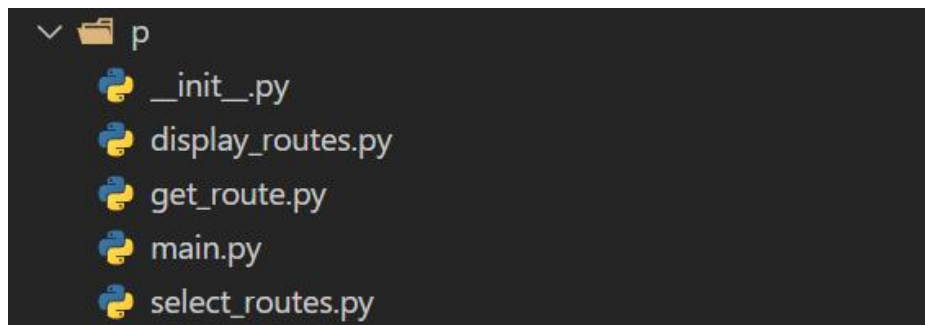 p
__init__.py
display_routes.py
get_route.py
main.py
select_routes.py